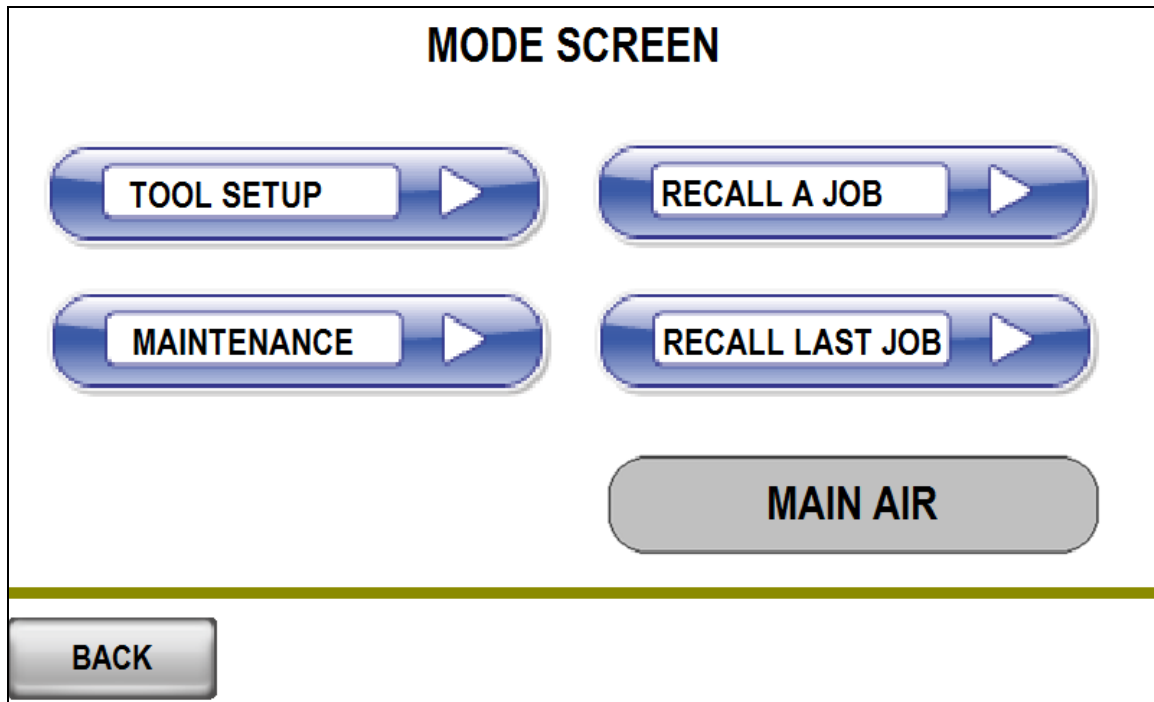 MODE SCREEN
TOOL SETUP
RECALL A JOB
MAINTENANCE
RECALL LAST JOB
MAIN AIR
BACK